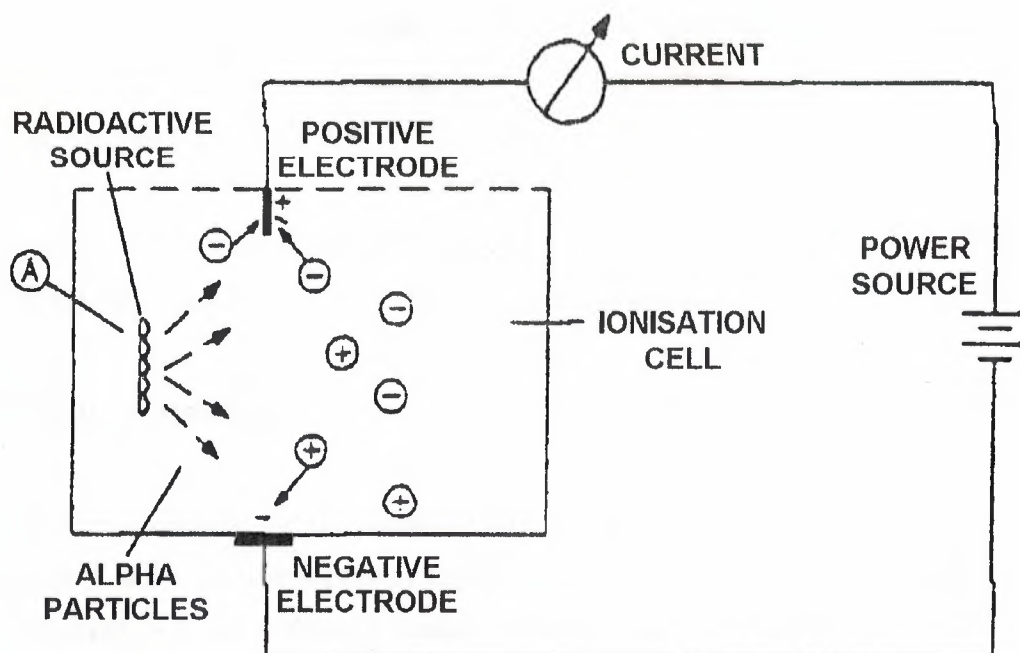 CURRENT
RADIOACTIVE
SOURCE
POSITIVE
ELECTRODE
+
-
-
-
A
POWER
SOURCE
-
IONISATION
CELL
+
-
+
-
+
ALPHA
PARTICLES
NEGATIVE
ELECTRODE